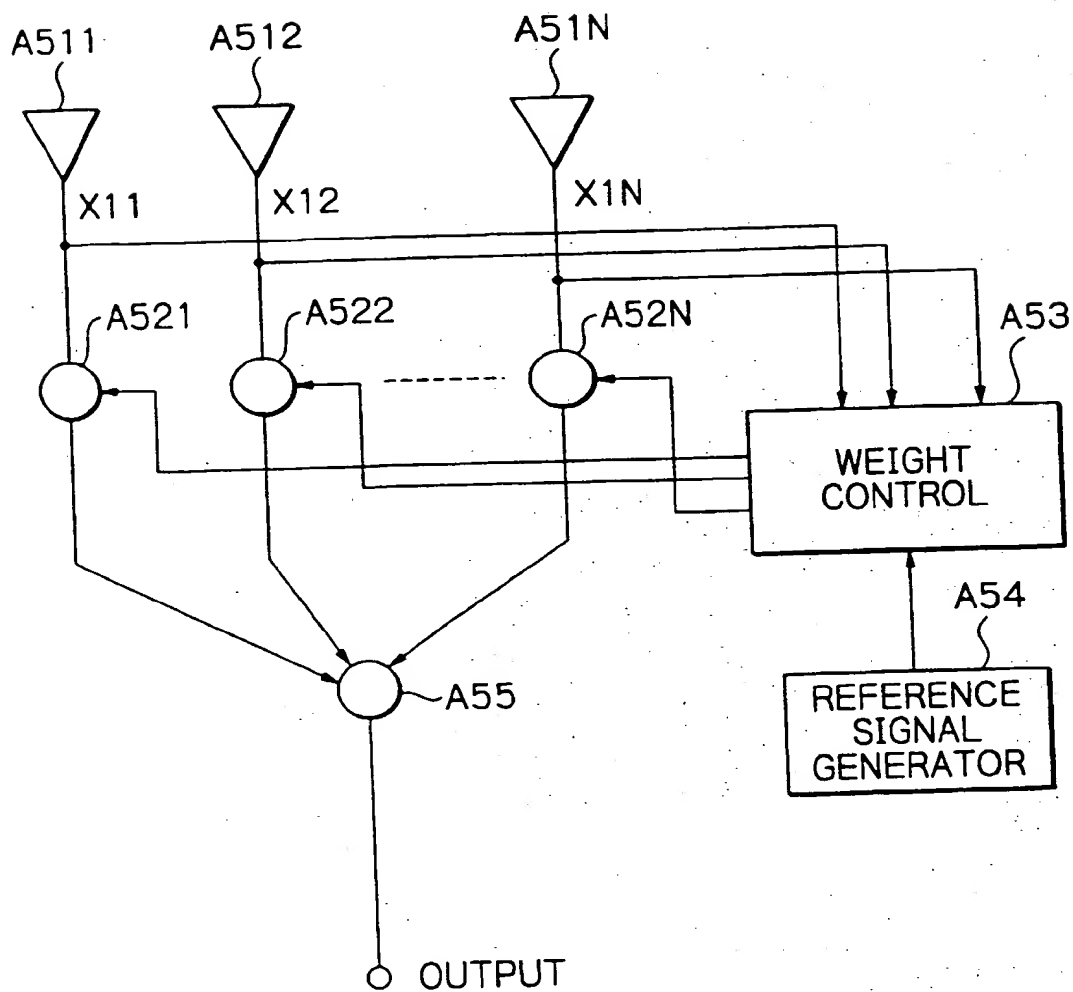 A511
A512
A51N
X11
X12
X1N
A521
A522
A52N
A53
WEIGHT
CONTROL
A54
A55
REFERENCE
SIGNAL
GENERATOR
OUTPUT